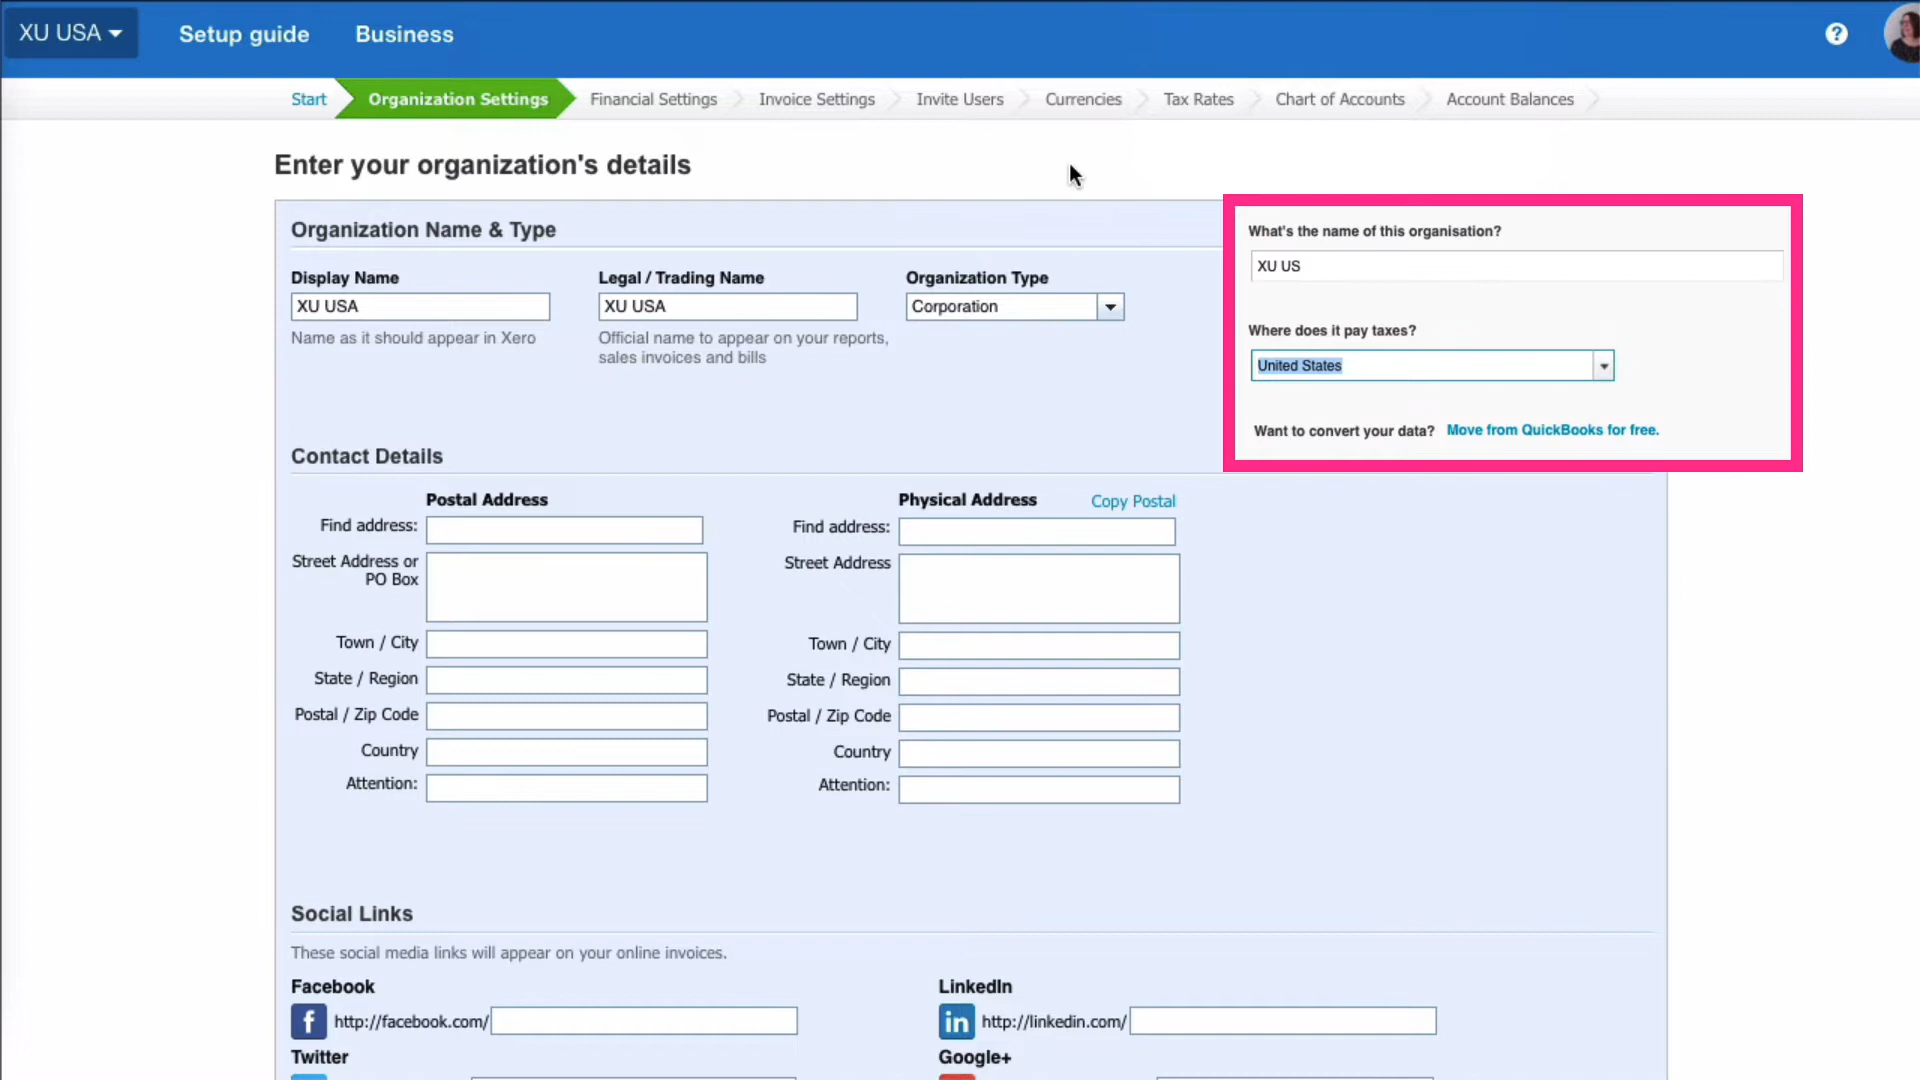 XU USA
Setup guide
Business
?
Start
Organization Settings
Financial Settings
Invoice Settings
Invite Users
Currencies
Tax Rates
Chart of Accounts
Account Balances
Enter your organization's details
Organization Name & Type
Display Name
XU USA
Name as it should appear in Xero
Legal / Trading Name
XU USA
Official name to appear on your reports,
sales invoices and bills
Organization Type
Corporation
What's the name of this organisation?
XU US
Where does it pay taxes?
United States
Want to convert your data? Move from QuickBooks for free.
Contact Details
Postal Address
Find address:
Street Address or
PO Box
Town / City
State / Region
Postal / Zip Code
Country
Attention:
Physical Address
Copy Postal
Find address:
Street Address
Town / City
State / Region
Postal / Zip Code
Country
Attention:
Social Links
These social media links will appear on your online invoices.
Facebook
f http://facebook.com/
LinkedIn
in http://linkedin.com/
Twitter
Google+